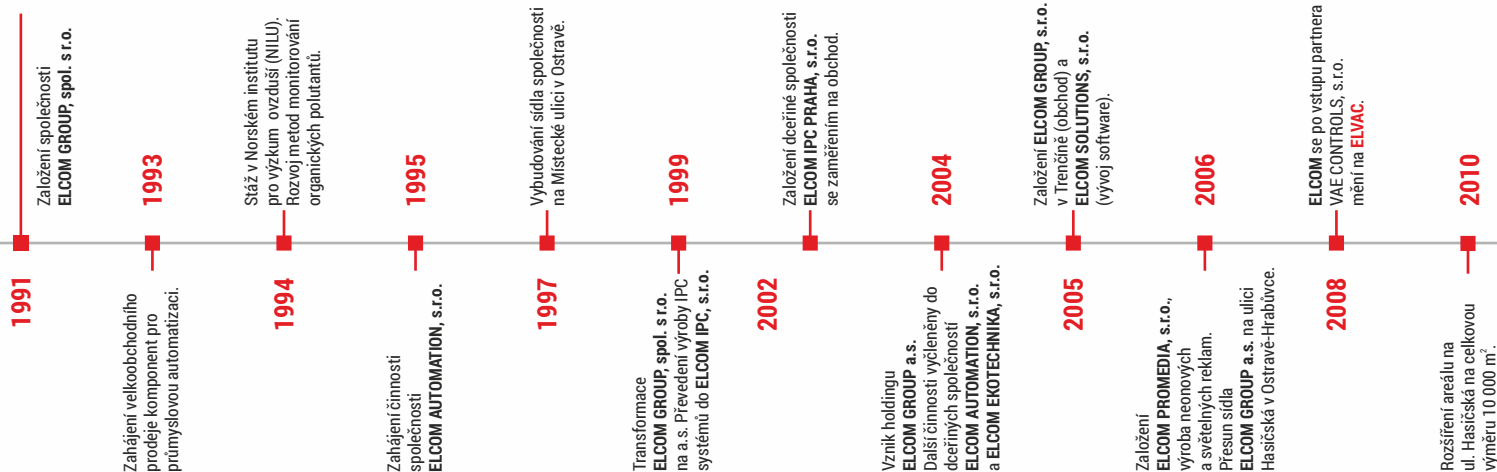 1991
Založení společnosti
ELCOM GROUP, spol. s r.o.
1993
Zahájení velkoobchodního
prodeje komponent pro
průmyslovou automatizaci.
1994
Stáž v Norském institutu
pro výzkum ovzduší (NILU).
Rozvoj metod monitorování
organických polutantů.
1995
Zahájení činnosti
společnosti
ELCOM AUTOMATION, s.r.o.
1997
Vybudování sídla společnosti
na Místecké ulici v Ostravě.
1999
Transformace
ELCOM GROUP, spol. s r.o.
na a.s. Převedení výroby IPC
systémů do ELCOM IPC, s.r.o.
2002
Založení dceřiné společnosti
ELCOM IPC PRAHA, s.r.o.
se zaměřením na obchod.
2004
Vznik holdingu
ELCOM GROUP a.s.
Další činnosti vyčleněny do
dceřiných společností
ELCOM AUTOMATION, s.r.o.
a ELCOM EKOTECHNIKA, s.r.o.
2005
Založení ELCOM GROUP, s.r.o.
v Trenčíně (obchod) a
ELCOM SOLUTIONS, s.r.o.
(vývoj software).
2006
Založení
ELCOM PROMEDIA, s.r.o.,
výroba neonových
a světelných reklam.
Přesun sídla
ELCOM GROUP a.s. na ulici
Hasičská v Ostravě-Hrabůvce.
2008
ELCOM se po vstupu partnera
VAE CONTROLS, s.r.o.
mění na ELVAC.
2010
Rozšíření areálu na
ul. Hasičská na celkovou
výměru 10 000 m².